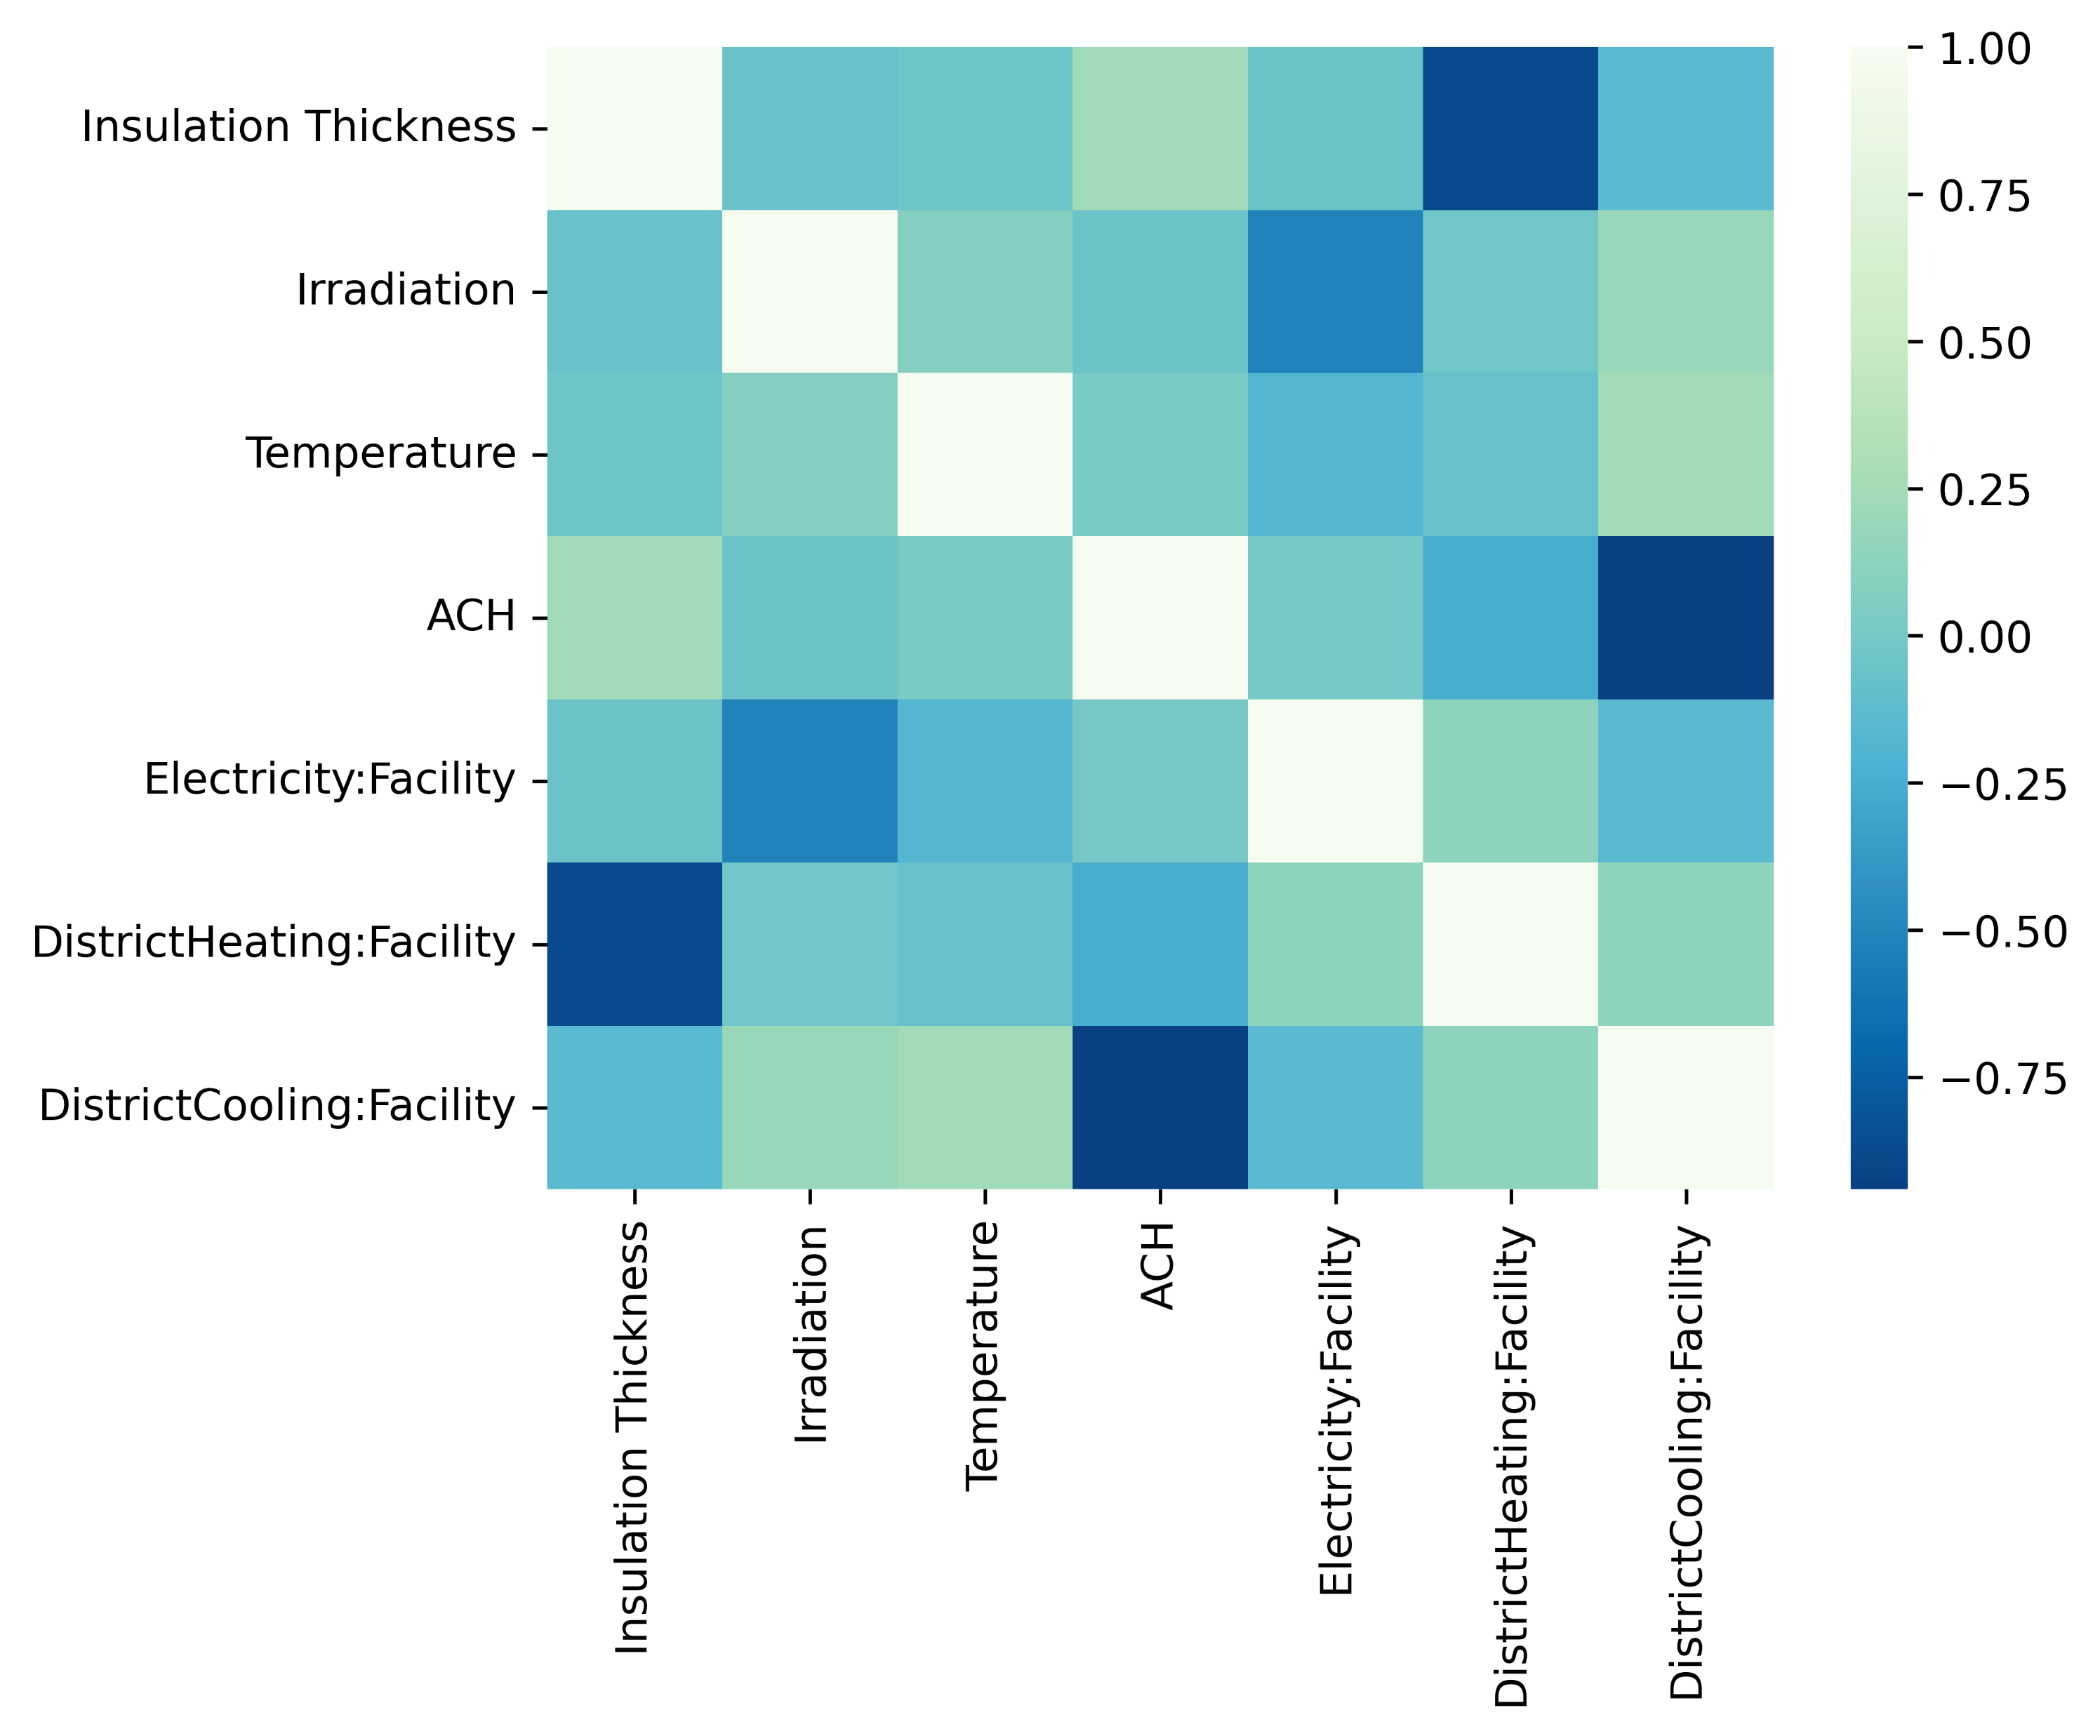 Insulation Thickness
Irradiation
Temperature
ACH
Electricity:Facility
DistrictHeating:Facility
DistrictCooling:Facility
Insulation Thickness
Irradiation
Temperature
ACH
Electricity:Facility
DistrictHeating:Facility
DistrictCooling:Facility
1.00
0.75
0.50
0.25
0.00
−0.25
−0.50
−0.75